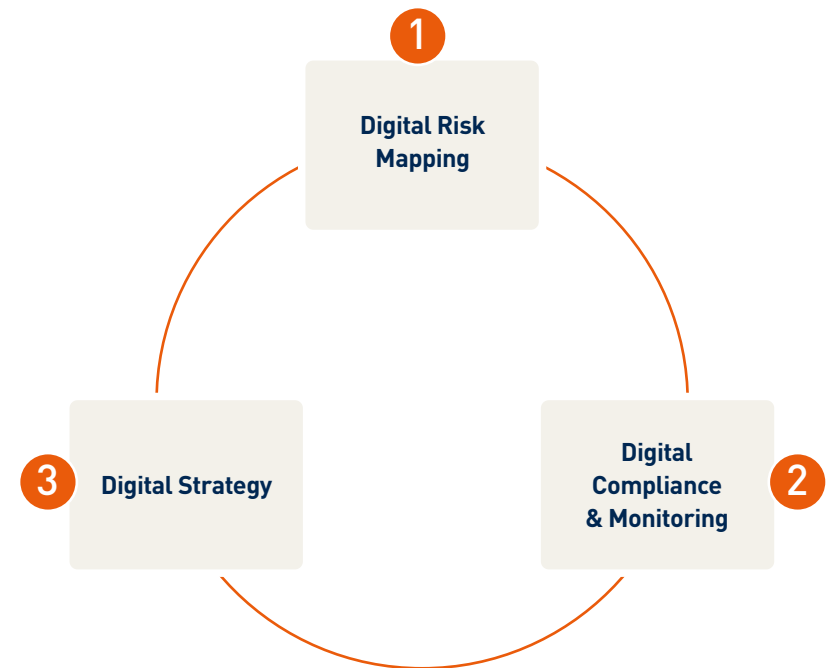 1
Digital Risk
Mapping
2
Digital
Compliance
& Monitoring
3
Digital Strategy